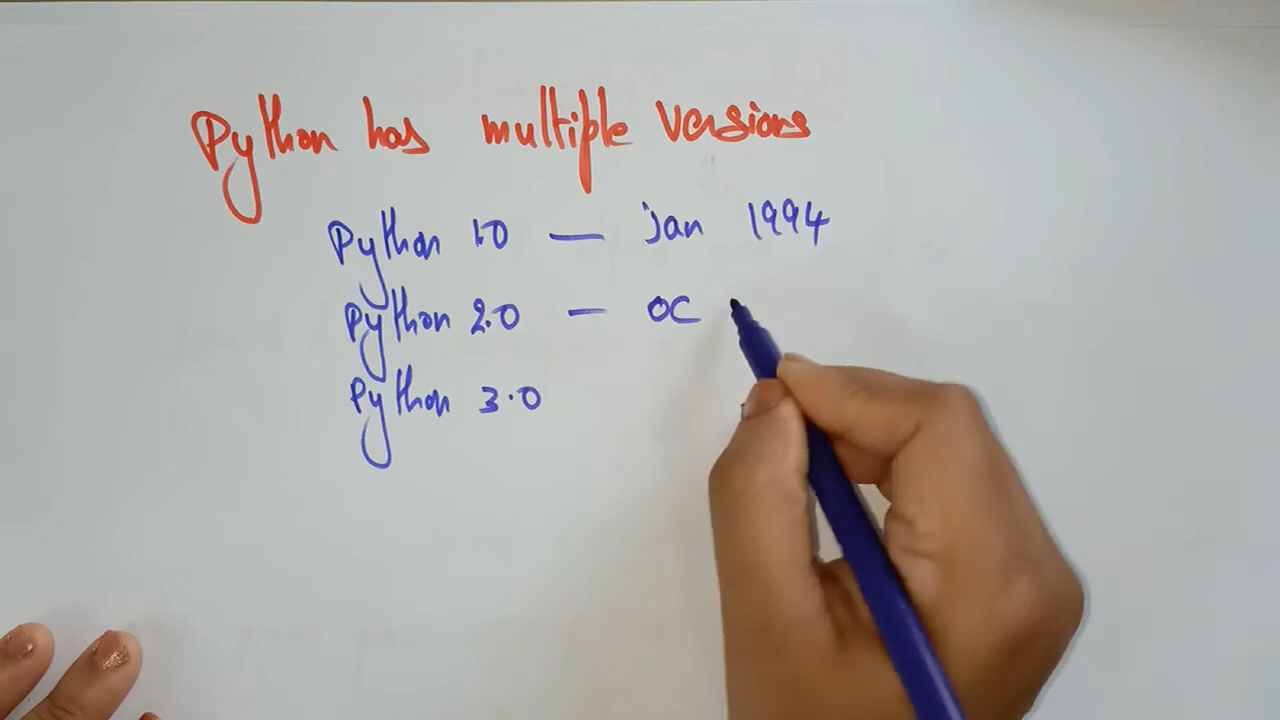 Python has multiple versions
Python 1.0 — jan 1994
Python 2.0 — OC
Python 3.0